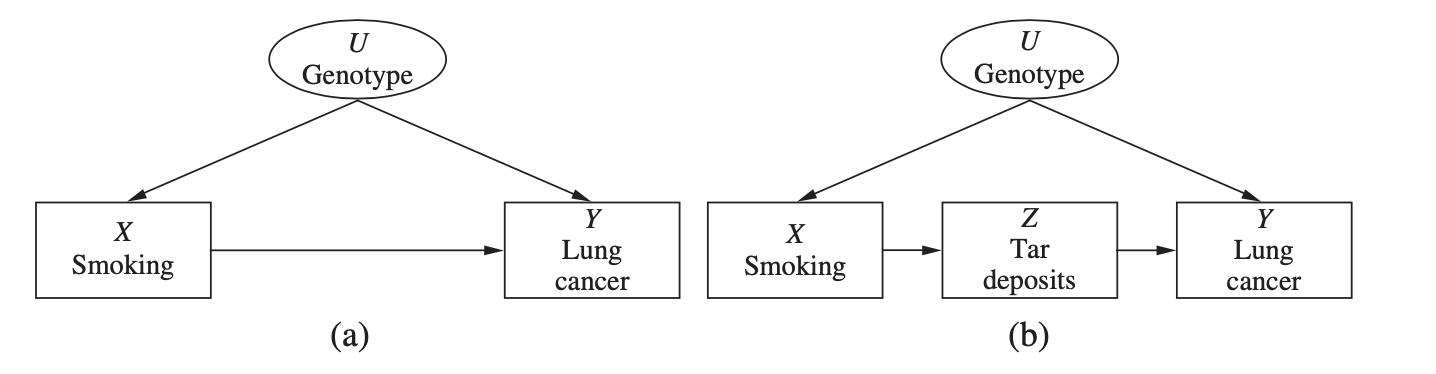 U
Genotype
X
Smoking
Y
Lung
cancer
(a)
U
Genotype
X
Smoking
Z
Tar
deposits
Y
Lung
cancer
(b)